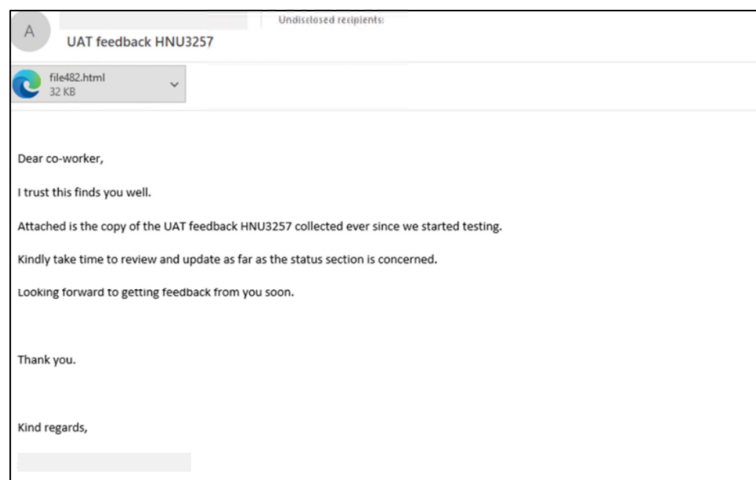 A
Undisclosed recipients:
UAT feedback HNU3257
file482.html
32 KB
Dear co-worker,
I trust this finds you well.
Attached is the copy of the UAT feedback HNU3257 collected ever since we started testing.
Kindly take time to review and update as far as the status section is concerned.
Looking forward to getting feedback from you soon.
Thank you.
Kind regards,